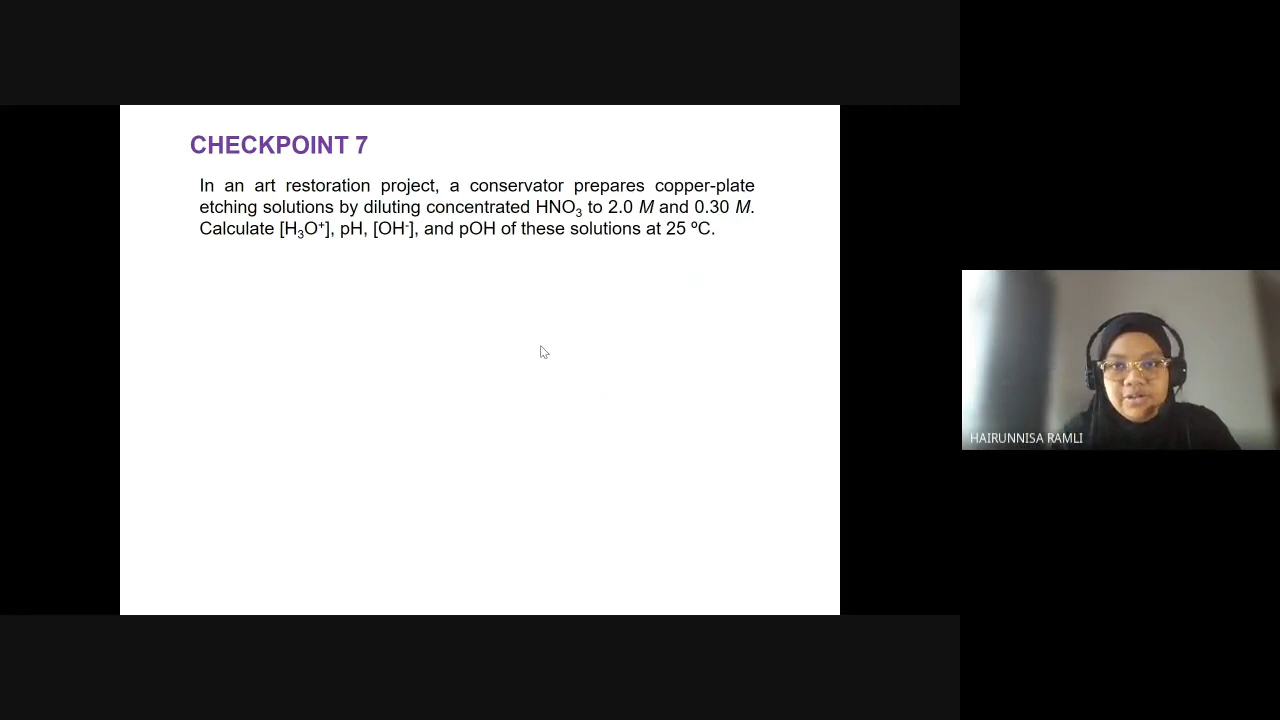 CHECKPOINT 7
In an art restoration project, a conservator prepares copper-plate
etching solutions by diluting concentrated HNO₃ to 2.0 M and 0.30 M.
Calculate [H₃O⁺], pH, [OH⁻], and pOH of these solutions at 25 ºC.
HAIRUNNISA RAMLI